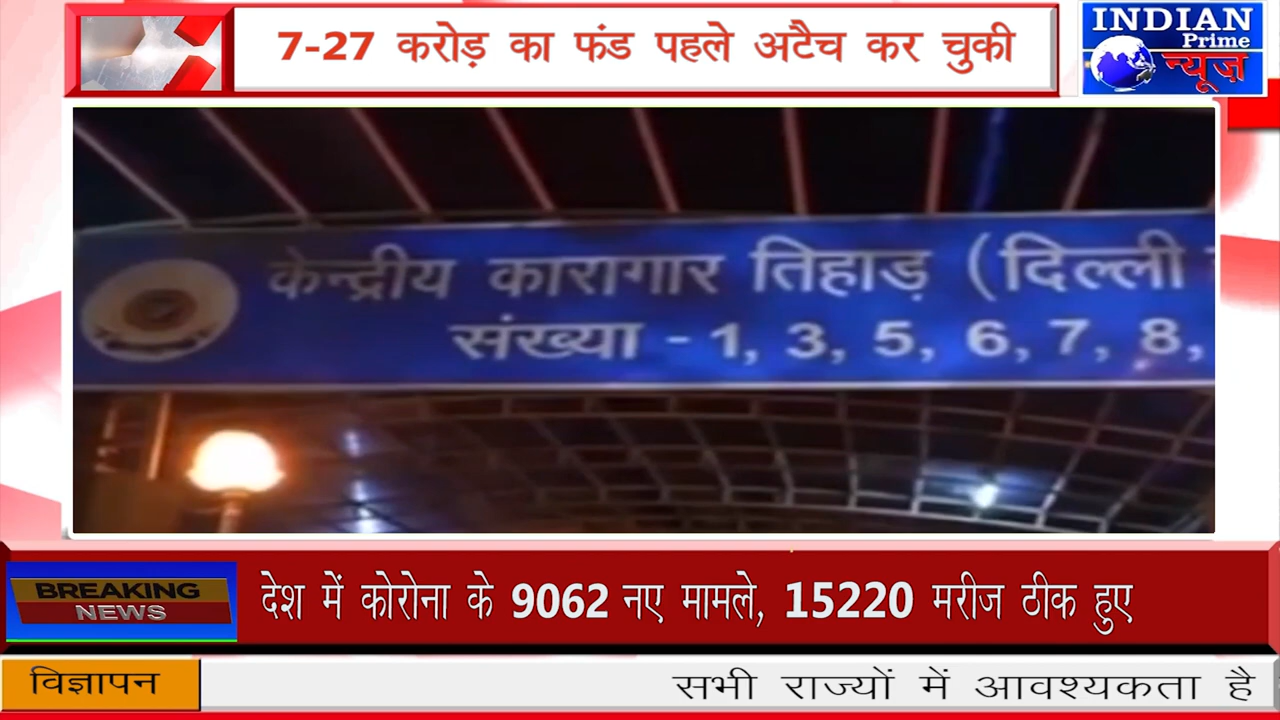 7-27 करोड़ का फंड पहले अटैच कर चुकी
INDIAN
Prime
न्यूज़
केन्द्रीय कारागार तिहाड़ (दिल्ली
संख्या - 1, 3, 5, 6, 7, 8,
BREAKING
NEWS
देश में कोरोना के 9062 नए मामले, 15220 मरीज ठीक हुए
विज्ञापन
सभी राज्यों में आवश्यकता है